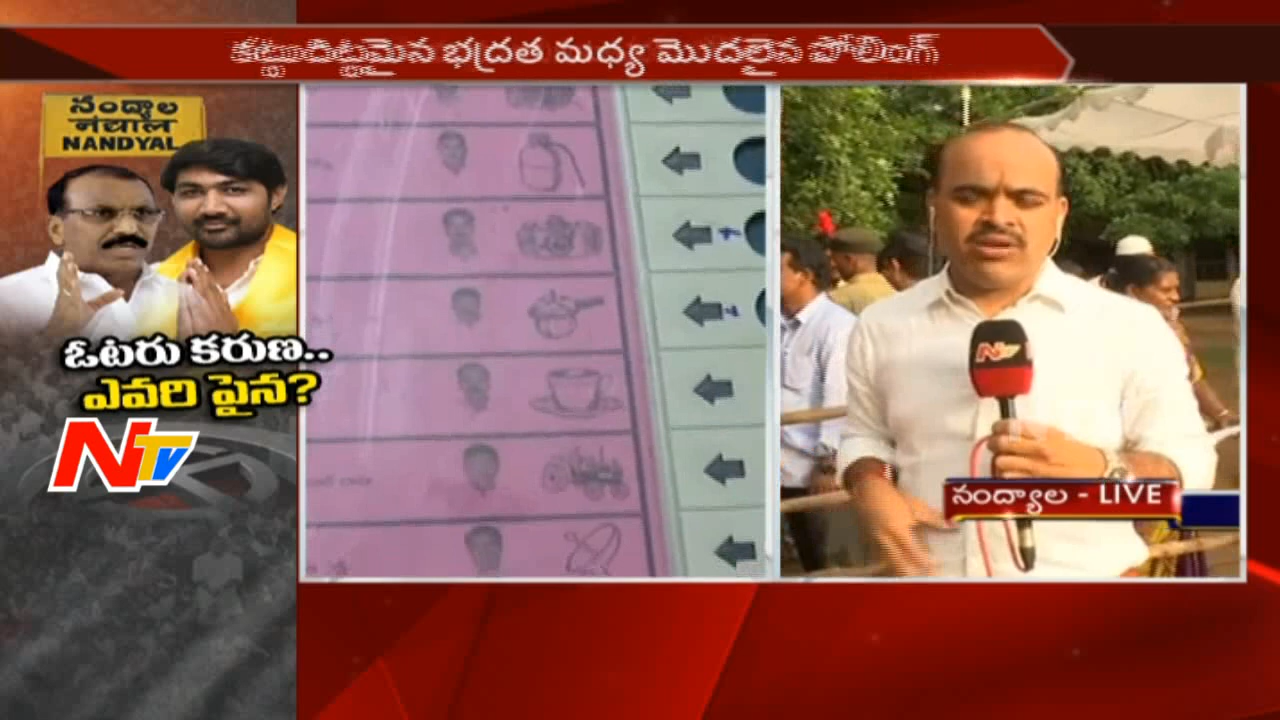 కట్టుదిట్టమైన భద్రత మధ్య మొదలైన పోలింగ్
నంద్యాల
नंद्याल
NANDYAL
ఓటరు కరుణ..
ఎవరి పైన?
NTV
NTV
నంద్యాల - LIVE